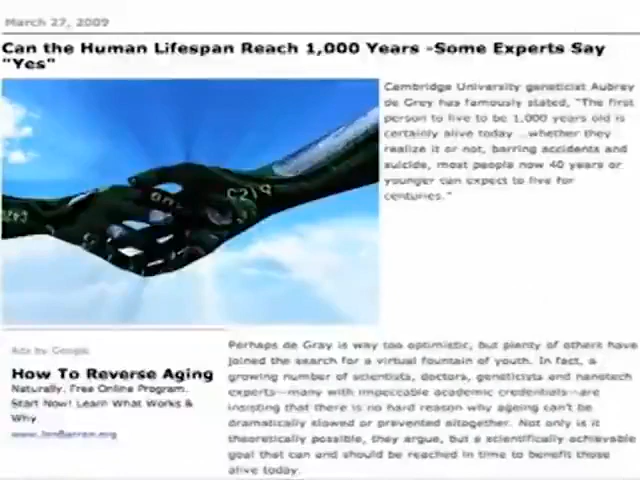 March 27, 2009
Can the Human Lifespan Reach 1,000 Years -Some Experts Say
"Yes"
Cambridge University geneticist Aubrey
de Grey has famously stated, "The first
person to live to be 1,000 years old is
certainly alive today ...whether they
realize it or not, barring accidents and
suicide, most people now 40 years or
younger can expect to live for
centuries."
Perhaps de Gray is way too optimistic, but plenty of others have
joined the search for a virtual fountain of youth. In fact, a
growing number of scientists, doctors, geneticists and nanotech
experts—many with impeccable academic credentials—are
insisting that there is no hard reason why ageing can't be
dramatically slowed or prevented altogether. Not only is it
theoretically possible, they argue, but a scientifically achievable
goal that can and should be reached in time to benefit those
alive today.
Ads by Google
How To Reverse Aging
Naturally. Free Online Program.
Start Now! Learn What Works &
Why
www.JonBarron.org